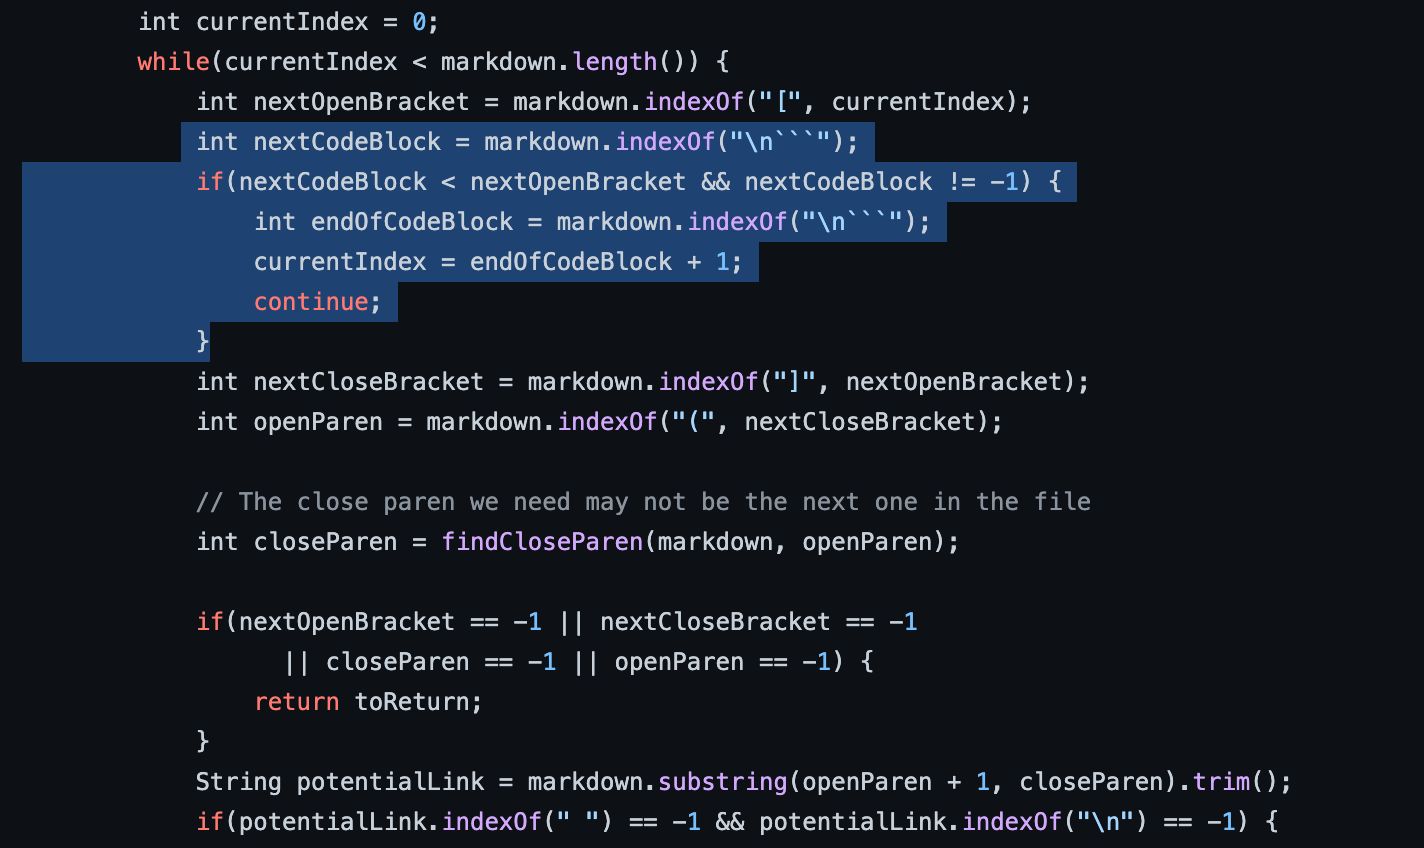 int currentIndex = 0;
while(currentIndex < markdown.length()) {
int nextOpenBracket = markdown.indexOf("[", currentIndex);
int nextCodeBlock = markdown.indexOf("\n```");
if(nextCodeBlock < nextOpenBracket && nextCodeBlock != -1) {
int endOfCodeBlock = markdown.indexOf("\n```");
currentIndex = endOfCodeBlock + 1;
continue;
}
int nextCloseBracket = markdown.indexOf("]", nextOpenBracket);
int openParen = markdown.indexOf("(", nextCloseBracket);
// The close paren we need may not be the next one in the file
int closeParen = findCloseParen(markdown, openParen);
if(nextOpenBracket == -1 || nextCloseBracket == -1
|| closeParen == -1 || openParen == -1) {
return toReturn;
}
String potentialLink = markdown.substring(openParen + 1, closeParen).trim();
if(potentialLink.indexOf(" ") == -1 && potentialLink.indexOf("\n") == -1) {